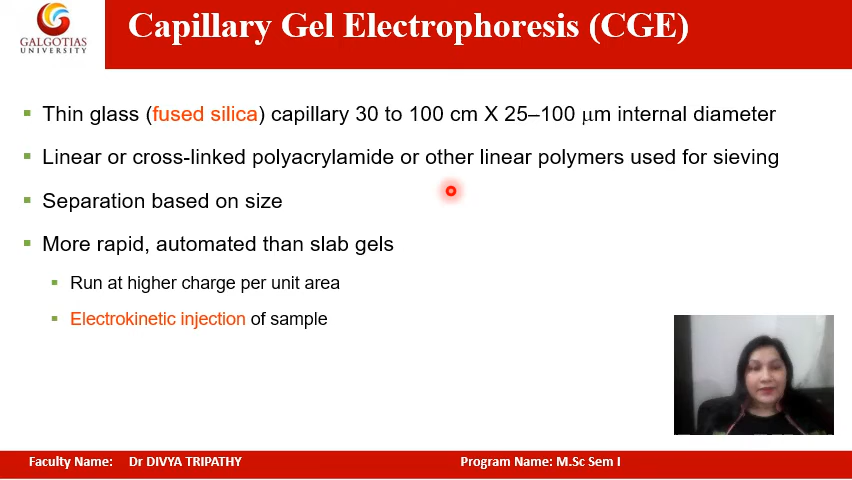 GALGOTIAS
UNIVERSITY
Capillary Gel Electrophoresis (CGE)
Thin glass (fused silica) capillary 30 to 100 cm X 25–100 μm internal diameter
Linear or cross-linked polyacrylamide or other linear polymers used for sieving
Separation based on size
More rapid, automated than slab gels
Run at higher charge per unit area
Electrokinetic injection of sample
Faculty Name: Dr DIVYA TRIPATHY
Program Name: M.Sc Sem I